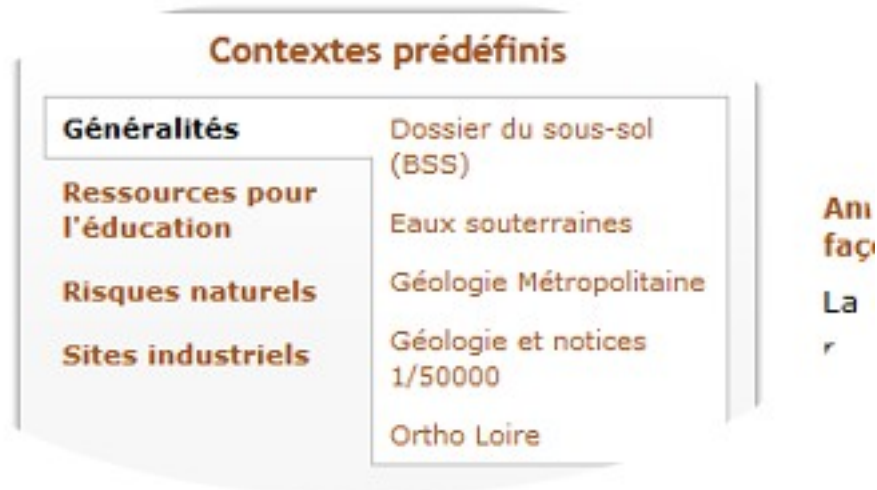 Contextes prédéfinis
Généralités
Ressources pour
l'éducation
Risques naturels
Sites industriels
Dossier du sous-sol
(BSS)
Eaux souterraines
Géologie Métropolitaine
Géologie et notices
1/50000
Ortho Loire
La